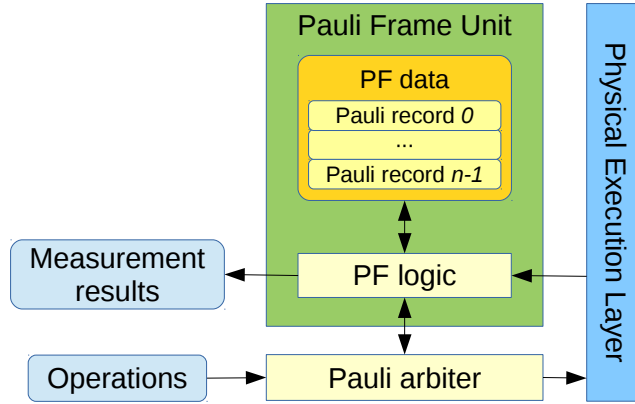 Pauli Frame Unit
PF data
Pauli record 0
...
Pauli record n-1
Physical Execution Layer
Measurement
results
PF logic
Operations
Pauli arbiter